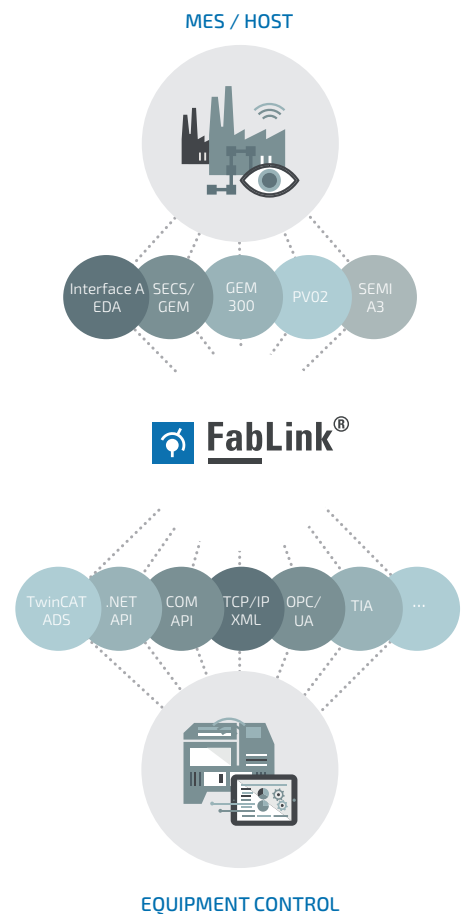 MES / HOST
Interface A
EDA
SECS/
GEM
GEM
300
PV02
SEMI
A3
FabLink®
TwinCAT
ADS
.NET
API
COM
API
TCP/IP
XML
OPC/
UA
TIA
...
EQUIPMENT CONTROL